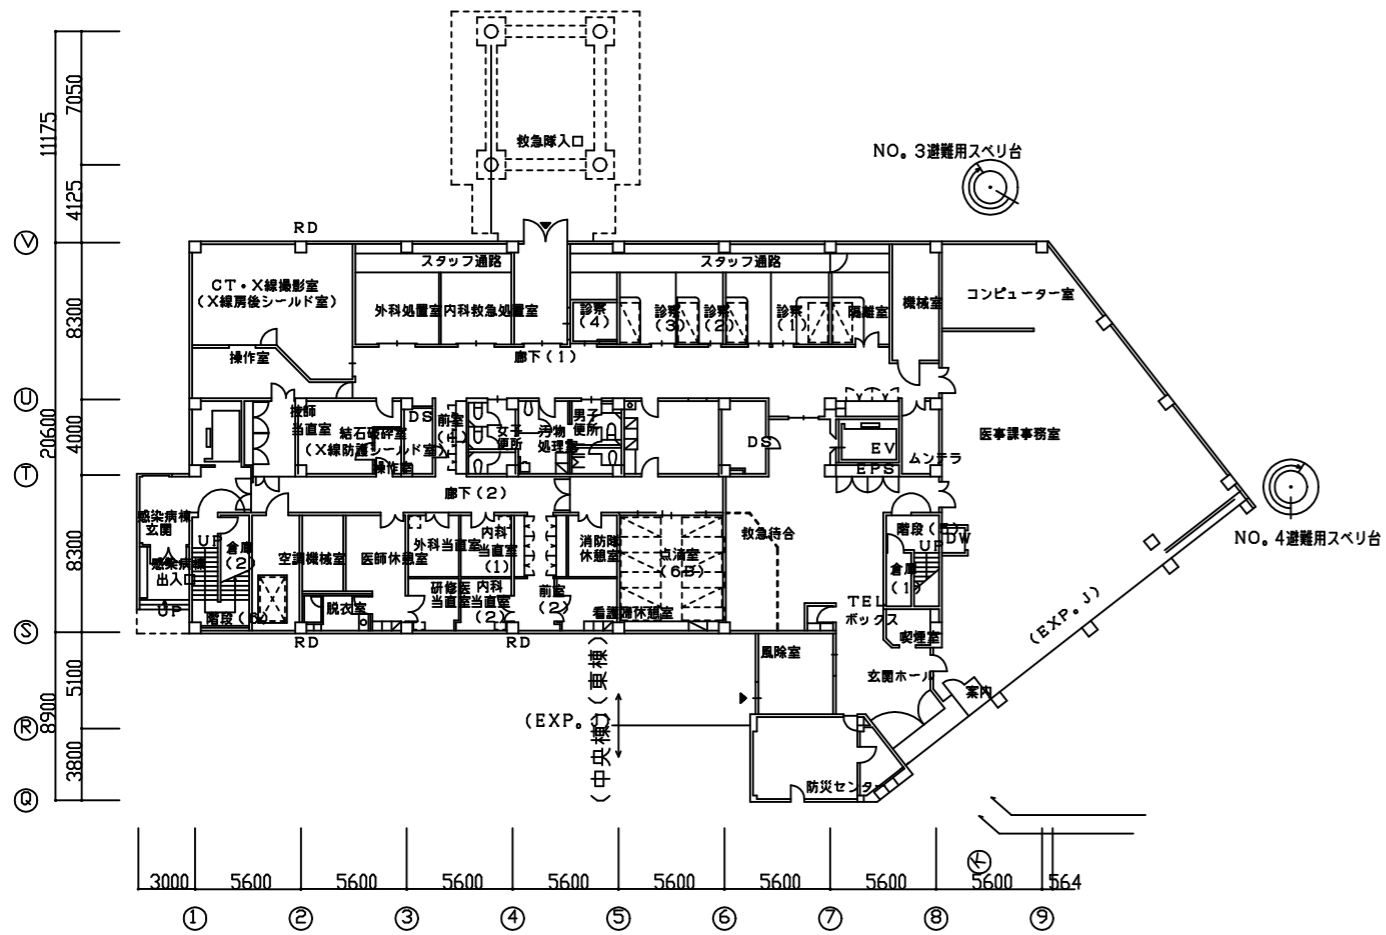 救急隊入口
NO。3避難用スベリ台
RD
スタッフ通路
スタッフ通路
CT・X線撮影室
(X線房後シールド室)
外科処置室
内科救急処置室
診察
(4)
診察
(3)
診察
(2)
診察
(1)
隔離室
機械室
コンピューター室
操作室
廊下(1)
技師
当直室
結石破砕室
(X線防護シールド室)
操作室
DS
前室
女子
便所
汚物
処理室
男子
便所
DS
EV
EPS
ムンテラ
医事課事務室
廊下(2)
NO。4避難用スベリ台
感染病棟
玄関
感染病棟
出入口
UP
UP
倉庫
(2)
階段(6)
空調機械室
医師休憩室
脱衣室
外科当直室
内科
当直室
(1)
研修医
当直室
内科
当直室
(2)
前室
(2)
消防隊
休憩室
点滴室
(6B)
看護婦休憩室
救急待合
階段(
UP
DW
倉庫
(1)
TEL
ボックス
喫煙室
(EXP。J)
RD
RD
風除室
玄関ホール
案内
(EXP。
(中央棟)
(東棟)
防災センター
11175
7050
4125
20600
8300
4000
8300
8900
5100
3800
V
U
T
S
R
Q
K
3000
5600
5600
5600
5600
5600
5600
5600
5600
564
1
2
3
4
5
6
7
8
9